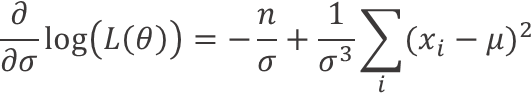 ∂/∂σ log(L(θ)) = −n/σ + 1/σ³ ∑ᵢ (xᵢ − μ)²